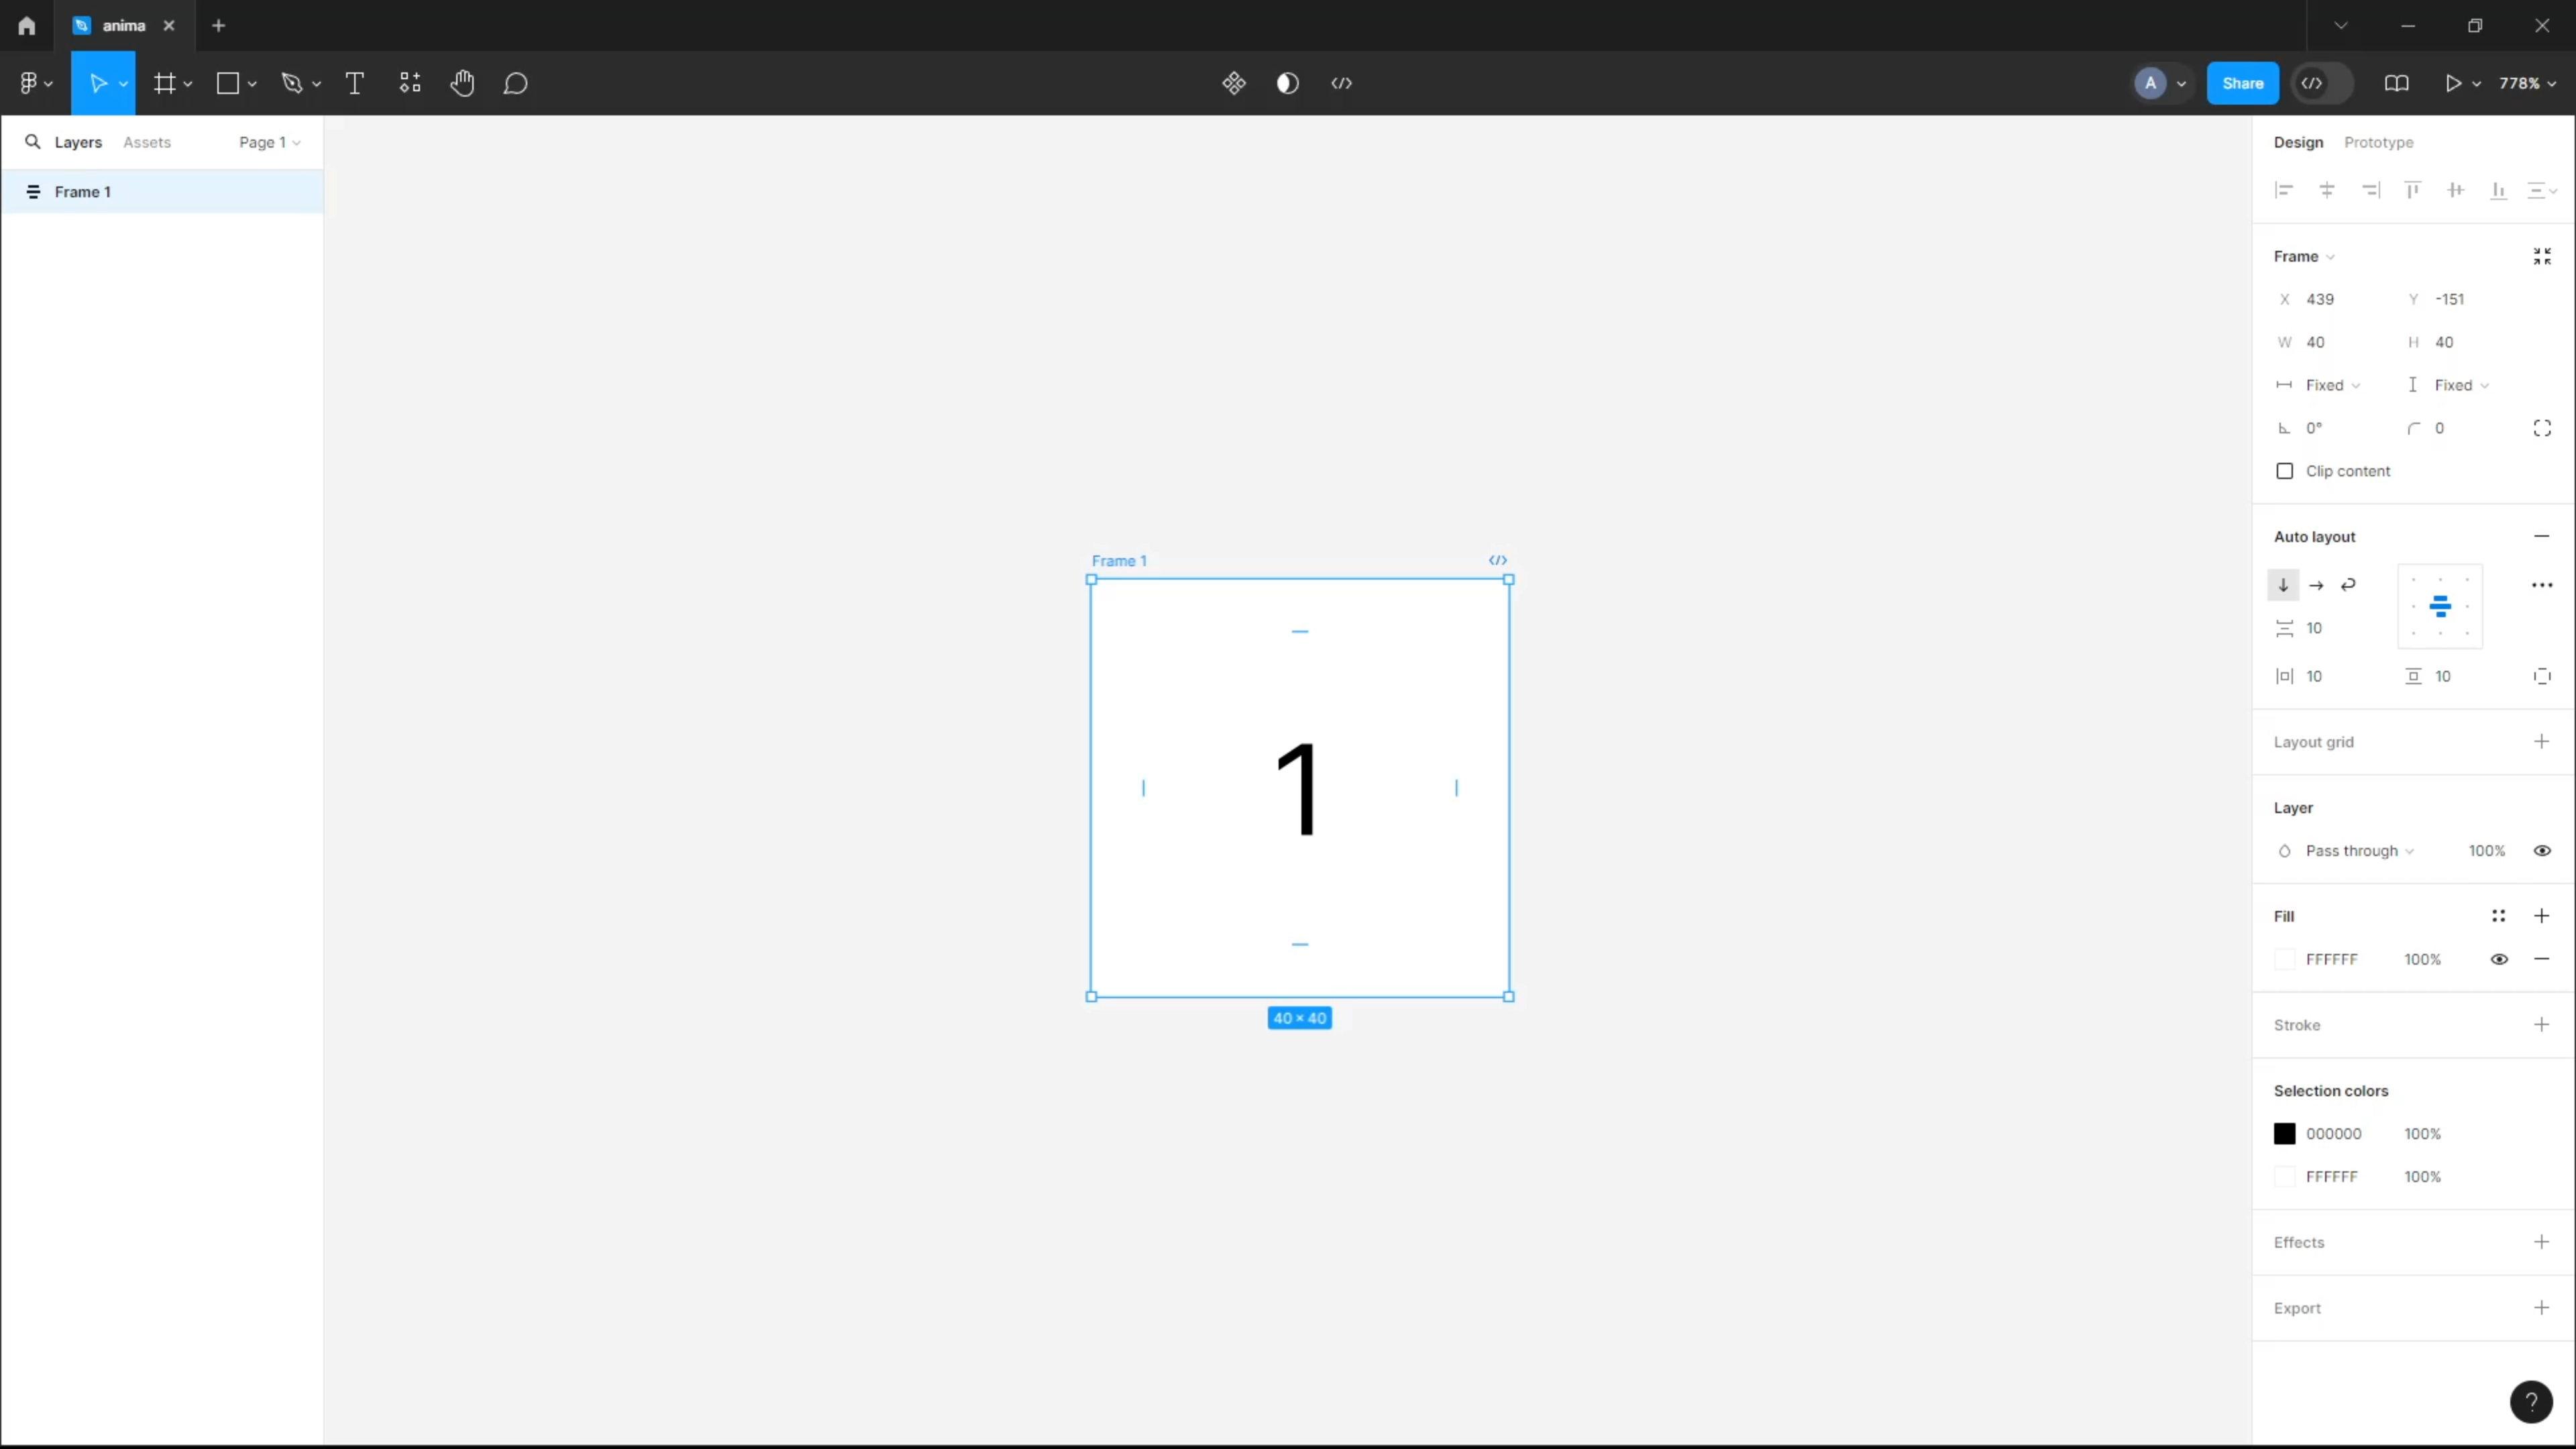 anima
A
Share
778%
Layers
Assets
Page 1
Design
Prototype
Frame 1
Frame
X 439
Y -151
W 40
H 40
Fixed
Fixed
0°
0
Clip content
Auto layout
10
10
10
Frame 1
1
40 × 40
Layout grid
Layer
Pass through
100%
Fill
FFFFFF
100%
Stroke
Selection colors
000000
100%
FFFFFF
100%
Effects
Export
?